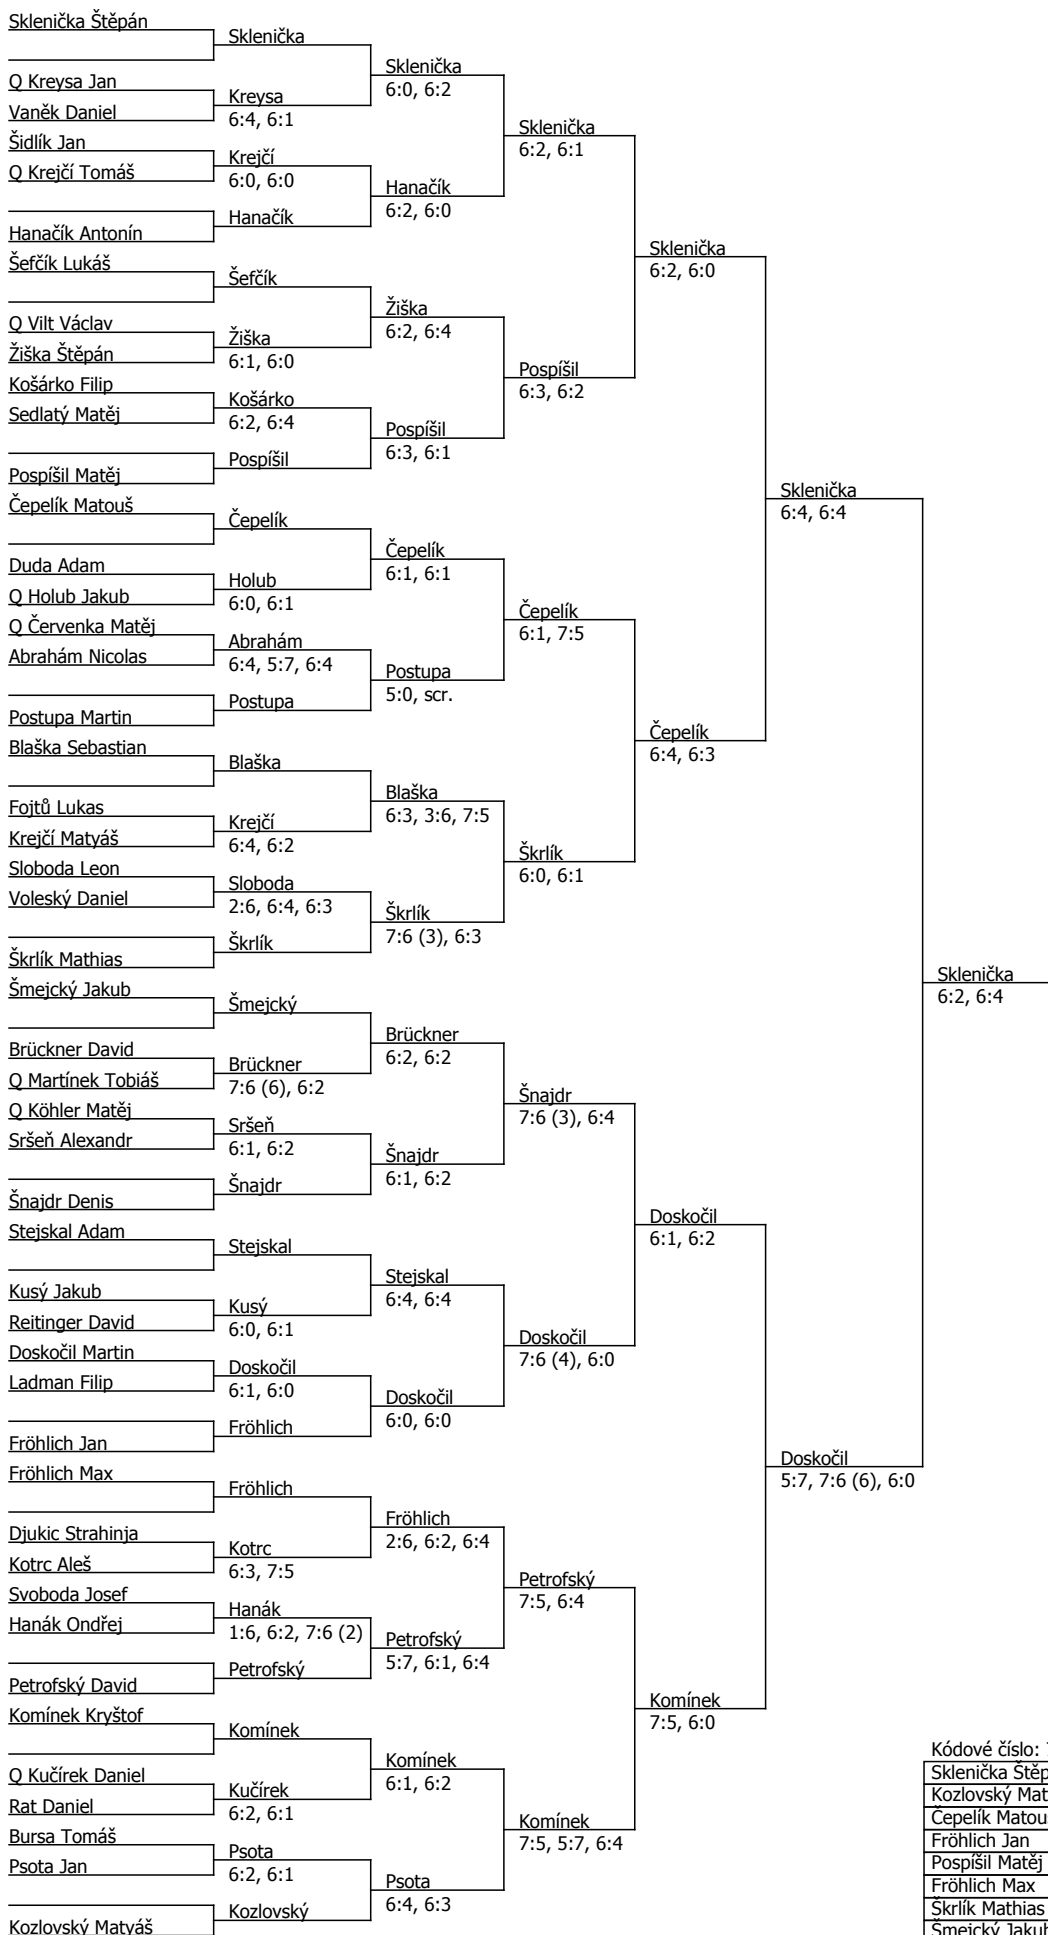 Sklenička Štěpán
Sklenička
Sklenička
6:0, 6:2
Q Kreysa Jan
Kreysa
6:4, 6:1
Vaněk Daniel
Sklenička
6:2, 6:1
Šidlík Jan
Krejčí
6:0, 6:0
Q Krejčí Tomáš
Hanačík
6:2, 6:0
Hanačík
Hanačík Antonín
Sklenička
6:2, 6:0
Šefčík Lukáš
Šefčík
Žiška
6:2, 6:4
Q Vilt Václav
Žiška
6:1, 6:0
Žiška Štěpán
Pospíšil
6:3, 6:2
Košárko Filip
Košárko
6:2, 6:4
Sedlatý Matěj
Pospíšil
6:3, 6:1
Pospíšil
Pospíšil Matěj
Sklenička
6:4, 6:4
Čepelík Matouš
Čepelík
Čepelík
6:1, 6:1
Duda Adam
Holub
6:0, 6:1
Q Holub Jakub
Čepelík
6:1, 7:5
Q Červenka Matěj
Abrahám
6:4, 5:7, 6:4
Abrahám Nicolas
Postupa
5:0, scr.
Postupa
Postupa Martin
Čepelík
6:4, 6:3
Blaška Sebastian
Blaška
Blaška
6:3, 3:6, 7:5
Fojtů Lukas
Krejčí
6:4, 6:2
Krejčí Matyáš
Škrlík
6:0, 6:1
Sloboda Leon
Sloboda
2:6, 6:4, 6:3
Voleský Daniel
Škrlík
7:6 (3), 6:3
Škrlík
Škrlík Mathias
Sklenička
6:2, 6:4
Šmejcký Jakub
Šmejcký
Brückner
6:2, 6:2
Brückner David
Brückner
7:6 (6), 6:2
Q Martínek Tobiáš
Šnajdr
7:6 (3), 6:4
Q Köhler Matěj
Sršeň
6:1, 6:2
Sršeň Alexandr
Šnajdr
6:1, 6:2
Šnajdr
Šnajdr Denis
Doskočil
6:1, 6:2
Stejskal Adam
Stejskal
Stejskal
6:4, 6:4
Kusý Jakub
Kusý
6:0, 6:1
Reitinger David
Doskočil
7:6 (4), 6:0
Doskočil Martin
Doskočil
6:1, 6:0
Ladman Filip
Doskočil
6:0, 6:0
Fröhlich
Fröhlich Jan
Doskočil
5:7, 7:6 (6), 6:0
Fröhlich Max
Fröhlich
Fröhlich
2:6, 6:2, 6:4
Djukic Strahinja
Kotrc
6:3, 7:5
Kotrc Aleš
Petrofský
7:5, 6:4
Svoboda Josef
Hanák
1:6, 6:2, 7:6 (2)
Hanák Ondřej
Petrofský
5:7, 6:1, 6:4
Petrofský
Petrofský David
Komínek
7:5, 6:0
Komínek Kryštof
Komínek
Komínek
6:1, 6:2
Q Kučírek Daniel
Kučírek
6:2, 6:1
Rat Daniel
Komínek
7:5, 5:7, 6:4
Bursa Tomáš
Psota
6:2, 6:1
Psota Jan
Psota
6:4, 6:3
Kozlovský
Kozlovský Matyáš
Kódové číslo:
Sklenička Štěp
Kozlovský Mat
Čepelík Matou
Fröhlich Jan
Pospíšil Matěj
Fröhlich Max
Škrlík Mathias
Šmejcký Jakub